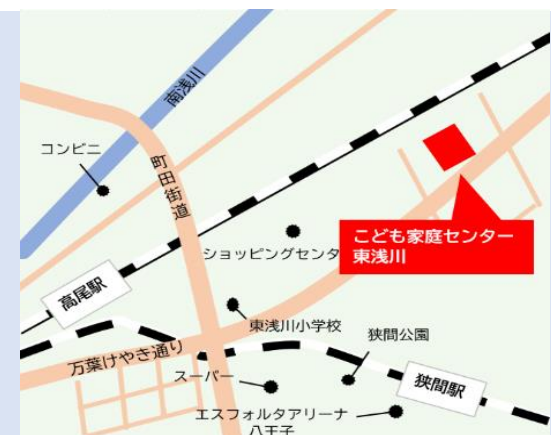 南浅川
コンビニ
町田街道
こども家庭センター
東浅川
ショッピングセンタ
高尾駅
東浅川小学校
狭間公園
万葉けやき通り
スーパー
狭間駅
エスフォルタアリーナ
八王子